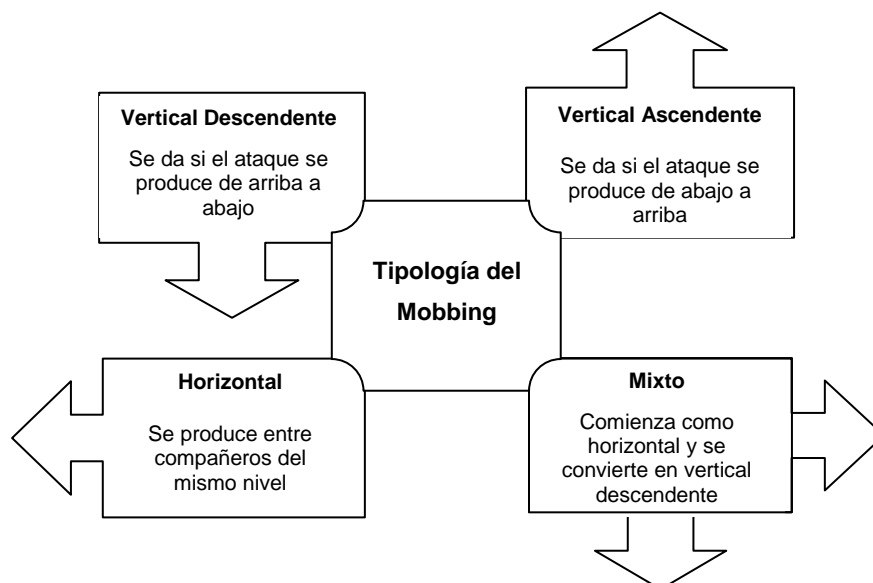 Vertical Descendente
Se da si el ataque se
produce de arriba a
abajo
Vertical Ascendente
Se da si el ataque se
produce de abajo a
arriba
Tipología del
Mobbing
Horizontal
Se produce entre
compañeros del
mismo nivel
Mixto
Comienza como
horizontal y se
convierte en vertical
descendente